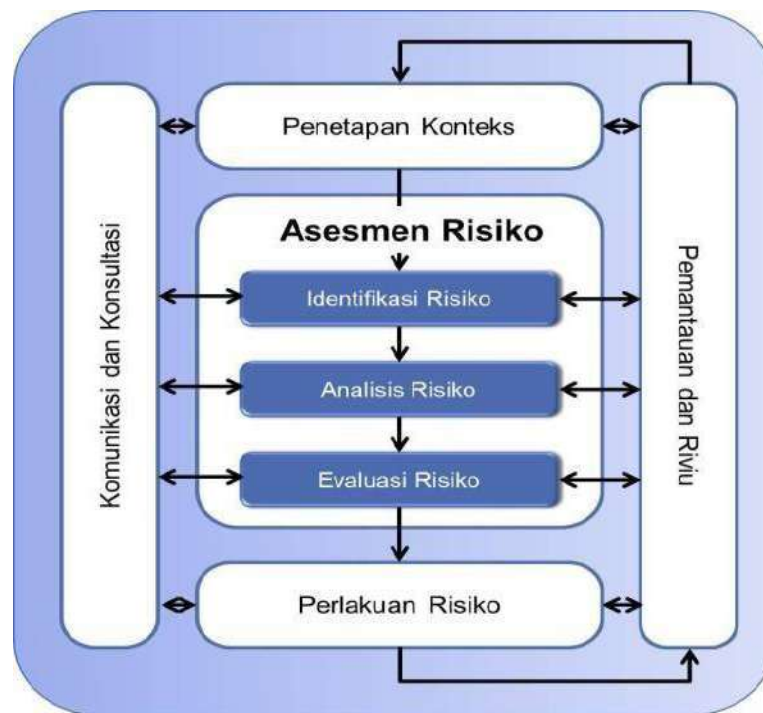 Penetapan Konteks
Komunikasi dan Konsultasi
Asesmen Risiko
Identifikasi Risiko
Analisis Risiko
Evaluasi Risiko
Pemantauan dan Riviu
Perlakuan Risiko